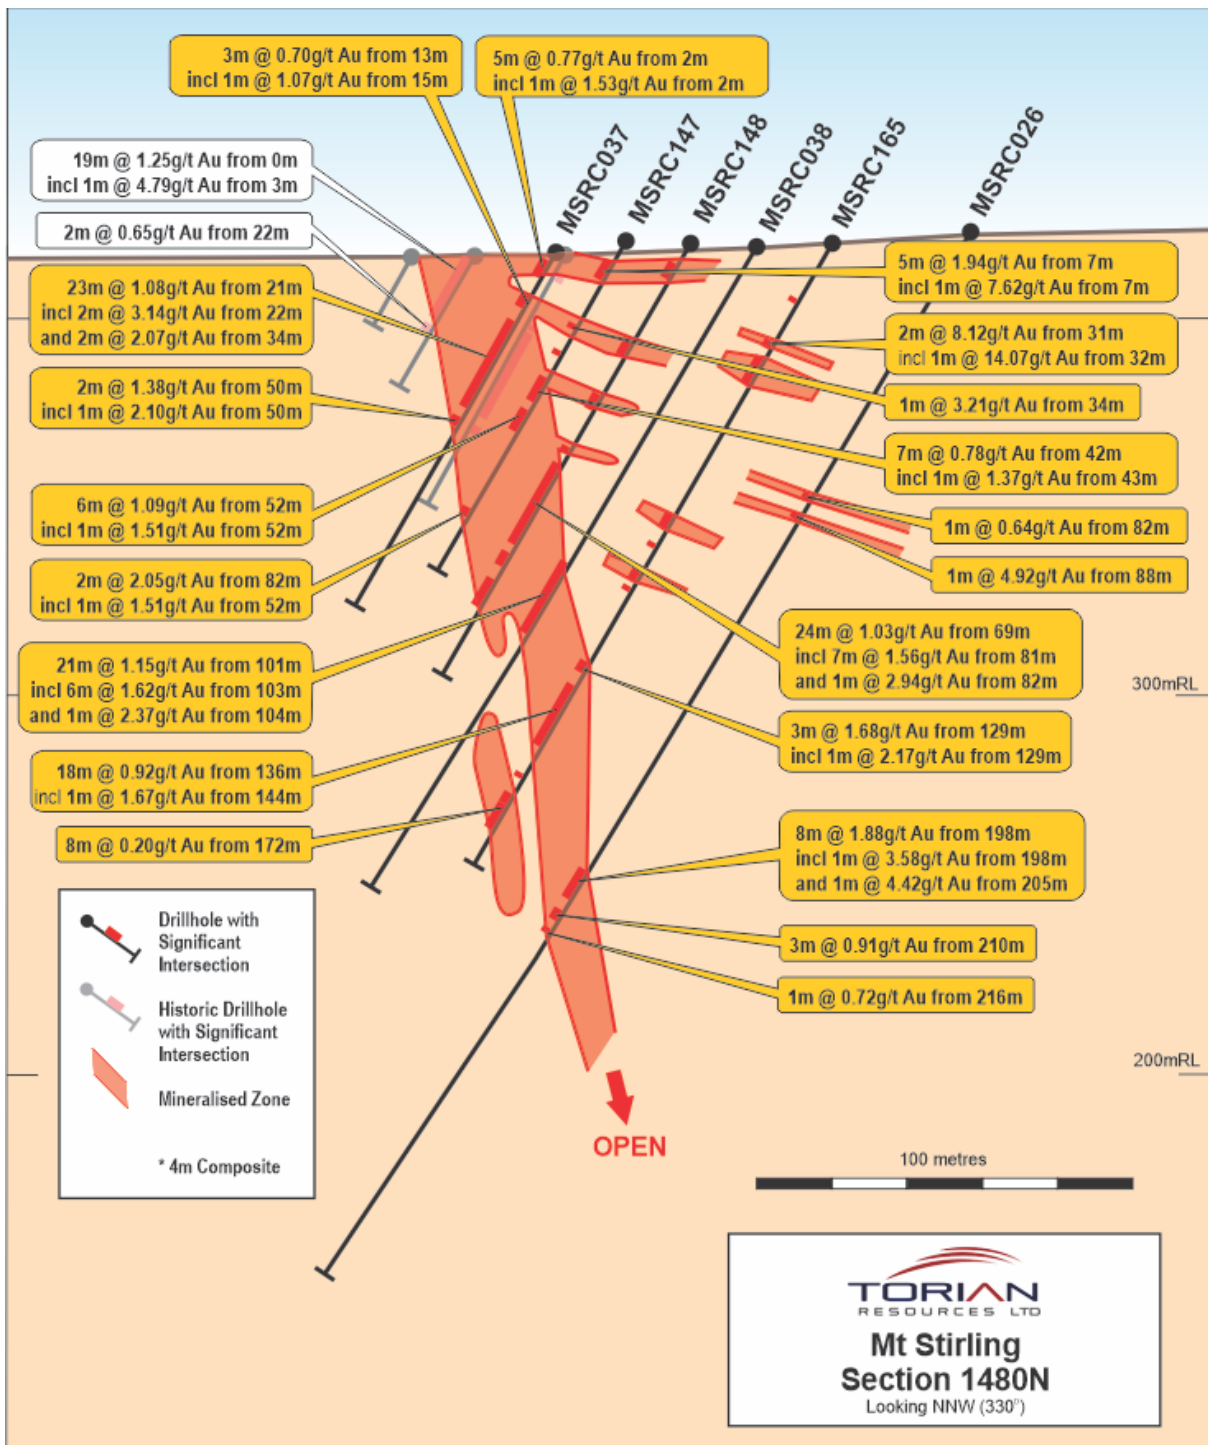 3m @ 0.70g/t Au from 13m
incl 1m @ 1.07g/t Au from 15m
5m @ 0.77g/t Au from 2m
incl 1m @ 1.53g/t Au from 2m
19m @ 1.25g/t Au from 0m
incl 1m @ 4.79g/t Au from 3m
2m @ 0.65g/t Au from 22m
MSRC037
MSRC147
MSRC148
MSRC038
MSRC165
MSRC026
23m @ 1.08g/t Au from 21m
incl 2m @ 3.14g/t Au from 22m
and 2m @ 2.07g/t Au from 34m
2m @ 1.38g/t Au from 50m
incl 1m @ 2.10g/t Au from 50m
6m @ 1.09g/t Au from 52m
incl 1m @ 1.51g/t Au from 52m
2m @ 2.05g/t Au from 82m
incl 1m @ 1.51g/t Au from 52m
21m @ 1.15g/t Au from 101m
incl 6m @ 1.62g/t Au from 103m
and 1m @ 2.37g/t Au from 104m
18m @ 0.92g/t Au from 136m
incl 1m @ 1.67g/t Au from 144m
8m @ 0.20g/t Au from 172m
5m @ 1.94g/t Au from 7m
incl 1m @ 7.62g/t Au from 7m
2m @ 8.12g/t Au from 31m
incl 1m @ 14.07g/t Au from 32m
1m @ 3.21g/t Au from 34m
7m @ 0.78g/t Au from 42m
incl 1m @ 1.37g/t Au from 43m
1m @ 0.64g/t Au from 82m
1m @ 4.92g/t Au from 88m
24m @ 1.03g/t Au from 69m
incl 7m @ 1.56g/t Au from 81m
and 1m @ 2.94g/t Au from 82m
300mRL
3m @ 1.68g/t Au from 129m
incl 1m @ 2.17g/t Au from 129m
8m @ 1.88g/t Au from 198m
incl 1m @ 3.58g/t Au from 198m
and 1m @ 4.42g/t Au from 205m
3m @ 0.91g/t Au from 210m
1m @ 0.72g/t Au from 216m
200mRL
Drillhole with
Significant
Intersection
Historic Drillhole
with Significant
Intersection
Mineralised Zone
* 4m Composite
OPEN
100 metres
TORIAN
RESOURCES LTD
Mt Stirling
Section 1480N
Looking NNW (330°)